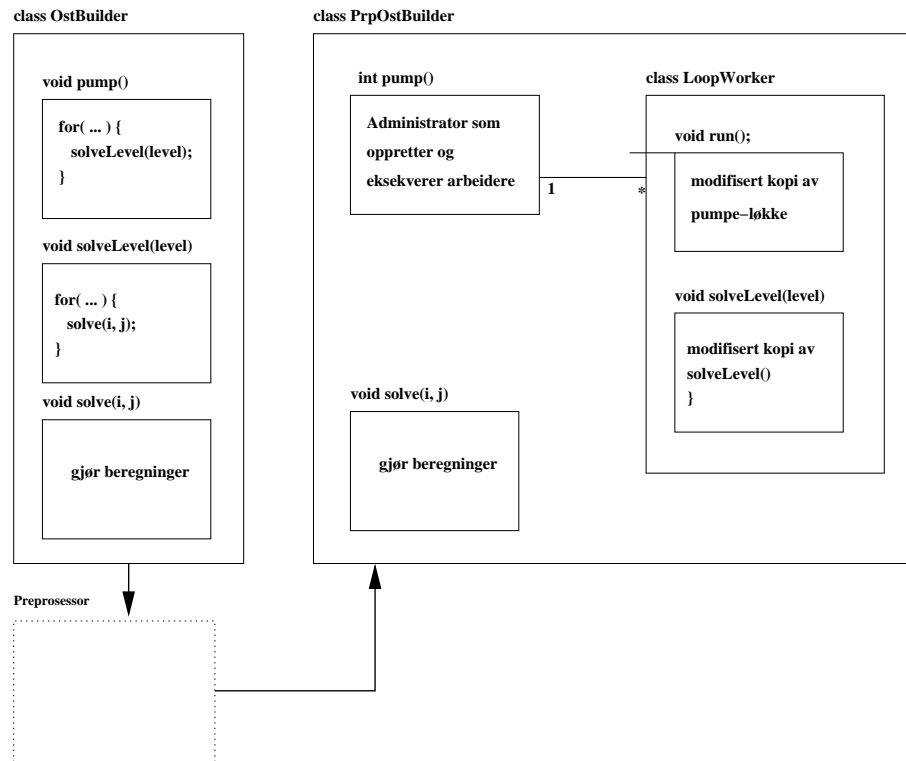 class OstBuilder
void pump()
for( ... ) {
solveLevel(level);
}
void solveLevel(level)
for( ... ) {
solve(i, j);
}
void solve(i, j)
gjør beregninger
Preprosessor
class PrpOstBuilder
int pump()
Administrator som
oppretter og
eksekverer arbeidere
1
*
class LoopWorker
void run();
modifisert kopi av
pumpe−løkke
void solveLevel(level)
modifisert kopi av
solveLevel()
}
void solve(i, j)
gjør beregninger